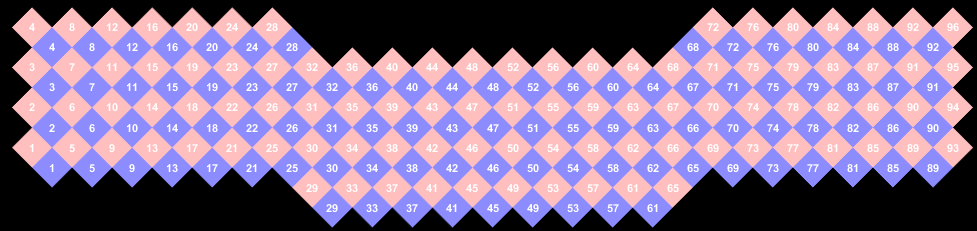 4 8 12 16 20 24 28 72 76 80 84 88 92 96
4 8 12 16 20 24 28 68 72 76 80 84 88 92
3 7 11 15 19 23 27 32 36 40 44 48 52 56 60 64 68 71 75 79 83 87 91 95
3 7 11 15 19 23 27 32 36 40 44 48 52 56 60 64 67 71 75 79 83 87 91
2 6 10 14 18 22 26 31 35 39 43 47 51 55 59 63 67 70 74 78 82 86 90 94
2 6 10 14 18 22 26 31 35 39 43 47 51 55 59 63 66 70 74 78 82 86 90
1 5 9 13 17 21 25 30 34 38 42 46 50 54 58 62 66 69 73 77 81 85 89 93
1 5 9 13 17 21 25 30 34 38 42 46 50 54 58 62 65 69 73 77 81 85 89
29 33 37 41 45 49 53 57 61 65
29 33 37 41 45 49 53 57 61